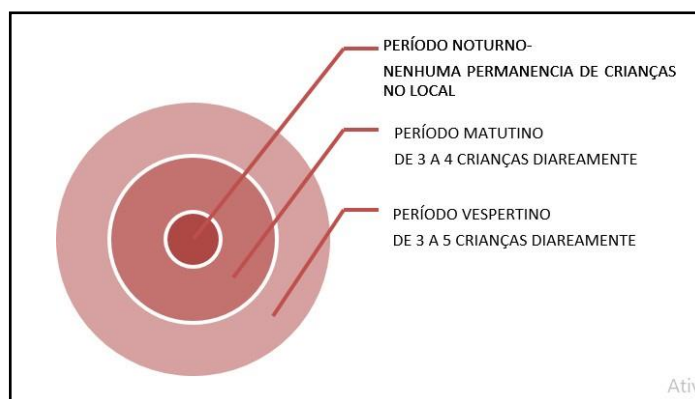 PERÍODO NOTURNO-
NENHUMA PERMANENCIA DE CRIANÇAS
NO LOCAL
PERÍODO MATUTINO
DE 3 A 4 CRIANÇAS DIAREAMENTE
PERÍODO VESPERTINO
DE 3 A 5 CRIANÇAS DIAREAMENTE
Ativ